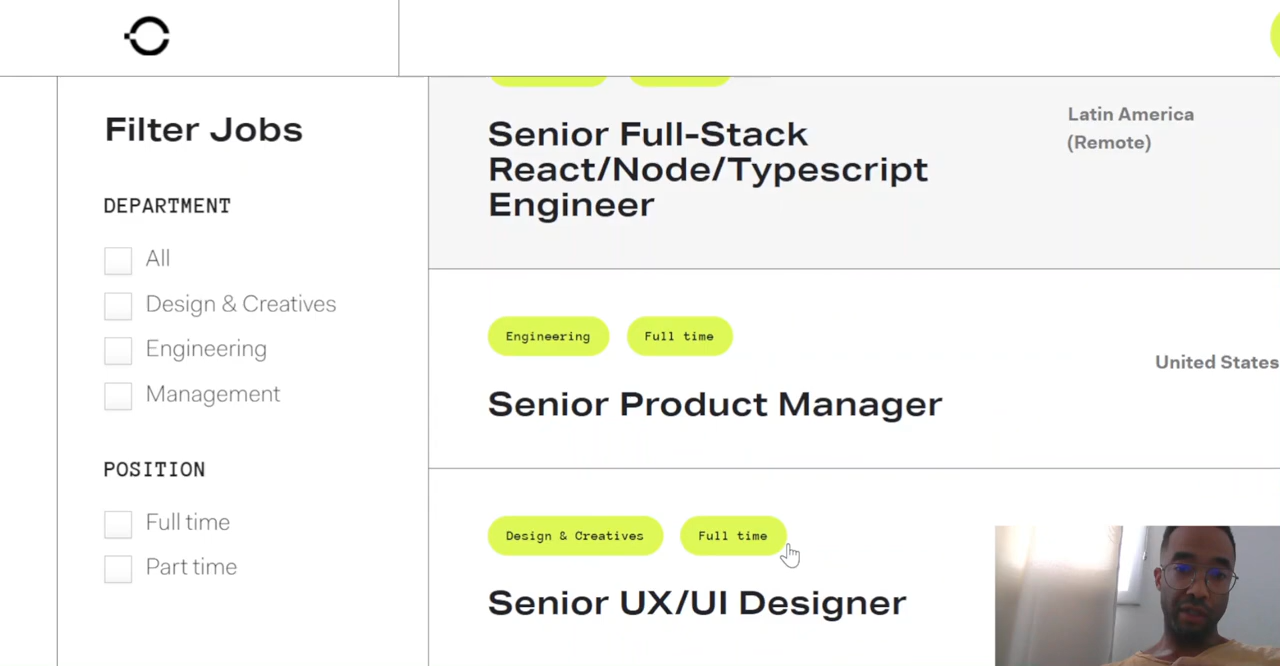 Filter Jobs
DEPARTMENT
All
Design & Creatives
Engineering
Management
POSITION
Full time
Part time
Senior Full-Stack
React/Node/Typescript
Engineer
Latin America
(Remote)
Engineering
Full time
Senior Product Manager
United States
Design & Creatives
Full time
Senior UX/UI Designer